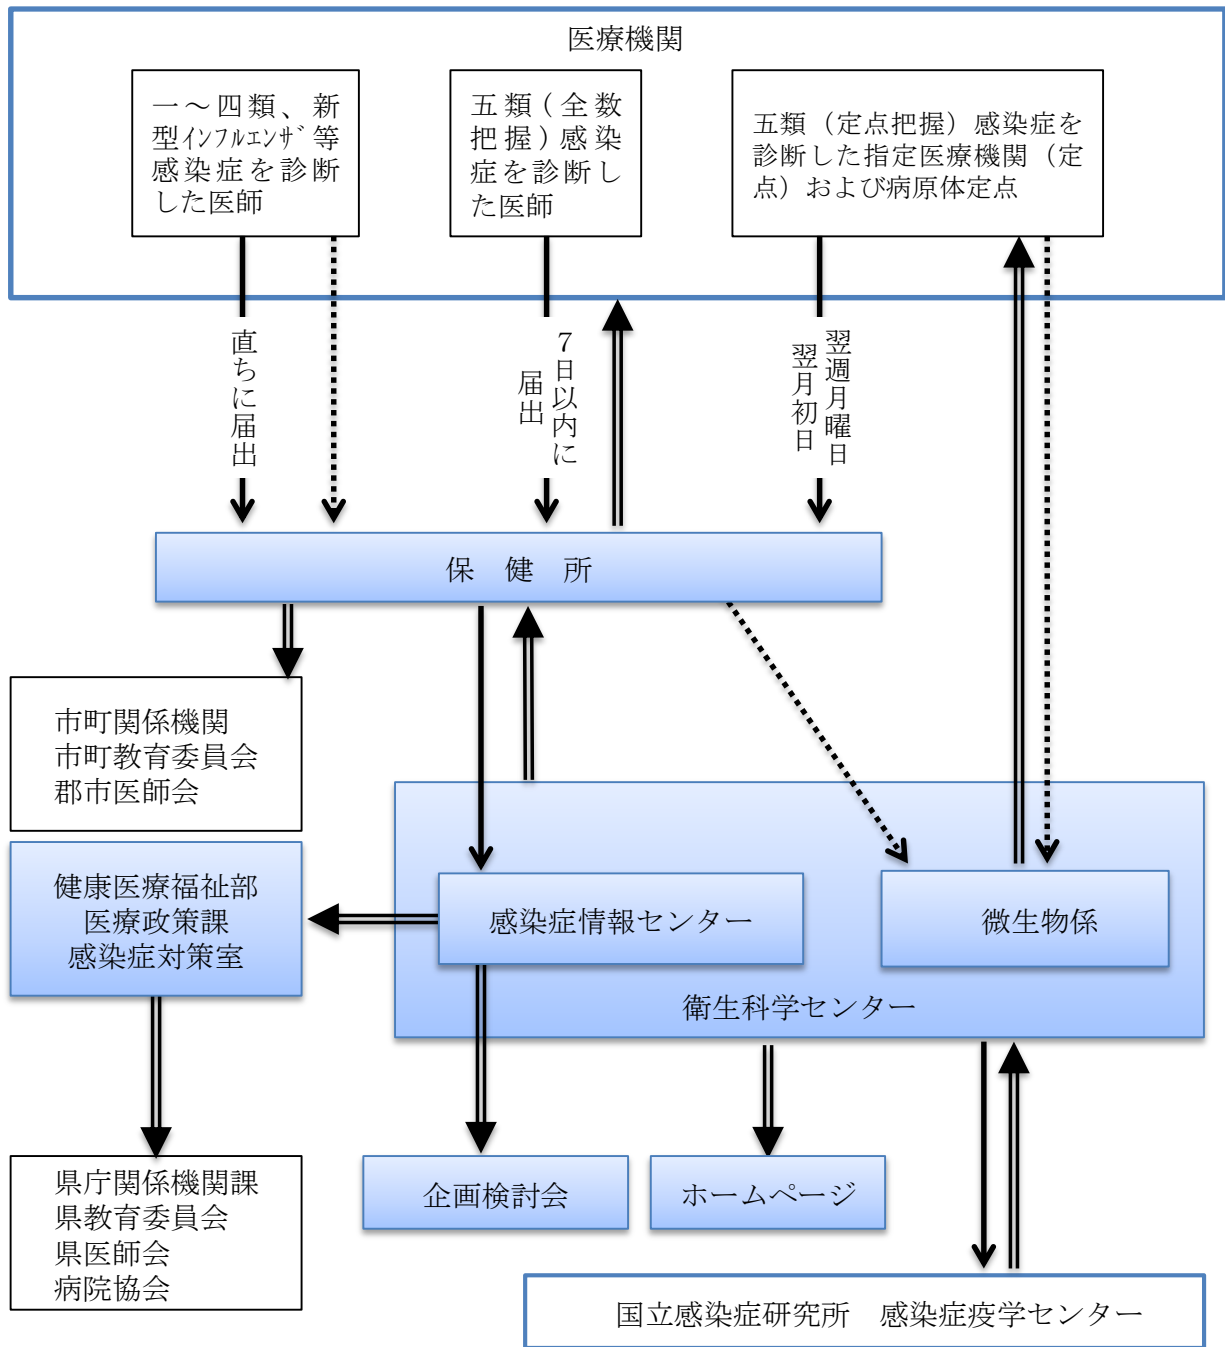 医療機関
一～四類、新
型ｲﾝﾌﾙｴﾝｻﾞ等
感染症を診断
した医師
五類（全数
把握）感染
症を診断し
た医師
五類（定点把握）感染症を
診断した指定医療機関（定
点）および病原体定点
直ちに届出
７日以内に
届出
翌週月曜日
翌月初日
保　健　所
市町関係機関
市町教育委員会
郡市医師会
健康医療福祉部
医療政策課
感染症対策室
感染症情報センター
微生物係
衛生科学センター
県庁関係機関課
県教育委員会
県医師会
病院協会
企画検討会
ホームページ
国立感染症研究所　感染症疫学センター